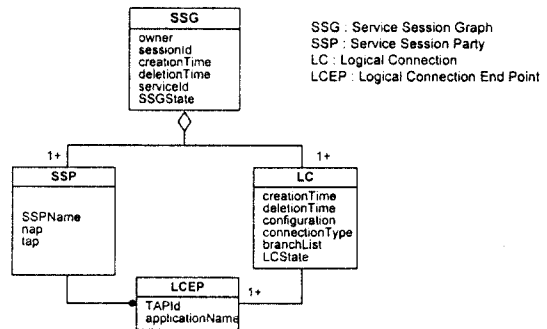 SSG
owner
sessionId
creationTime
deletionTime
serviceId
SSGState
SSG : Service Session Graph
SSP : Service Session Party
LC : Logical Connection
LCEP : Logical Connection End Point
1+
1+
SSP
SSPName
nap
tap
LC
creationTime
deletionTime
configuration
connectionType
branchList
LCState
1+
LCEP
TAPId
applicationName